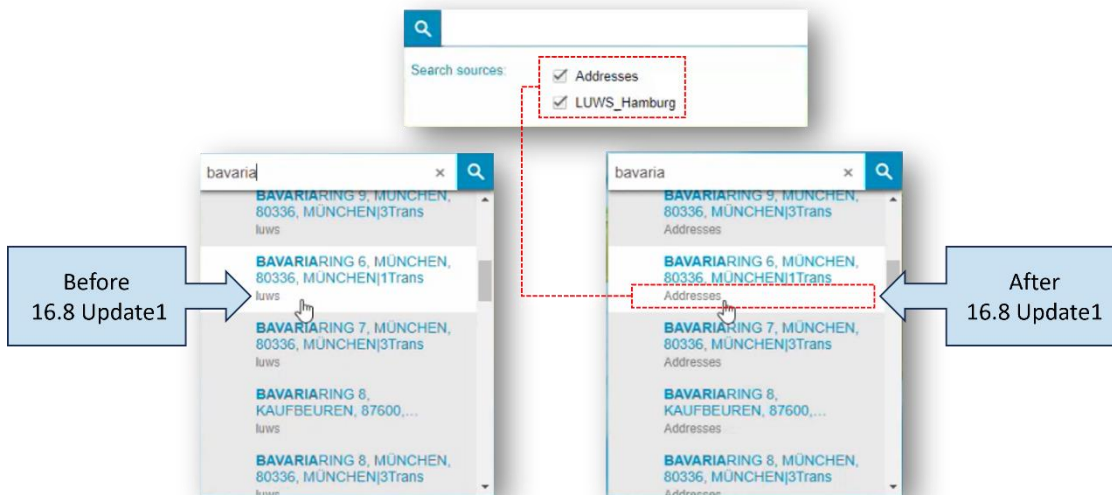 Search sources:
Addresses
LUWS_Hamburg
bavaria
BAVARIARING 9, MÜNCHEN,
80336, MÜNCHEN|3Trans
luws
BAVARIARING 6, MÜNCHEN,
80336, MÜNCHEN|1Trans
luws
BAVARIARING 7, MÜNCHEN,
80336, MÜNCHEN|3Trans
luws
BAVARIARING 8,
KAUFBEUREN, 87600,...
luws
BAVARIARING 8, MÜNCHEN,
80336, MÜNCHEN|3Trans
luws
Before
16.8 Update1
bavaria
BAVARIARING 9, MÜNCHEN,
80336, MÜNCHEN|3Trans
Addresses
BAVARIARING 6, MÜNCHEN,
80336, MÜNCHEN|1Trans
Addresses
BAVARIARING 7, MÜNCHEN,
80336, MÜNCHEN|3Trans
Addresses
BAVARIARING 8,
KAUFBEUREN, 87600,...
Addresses
BAVARIARING 8, MÜNCHEN,
80336, MÜNCHEN|3Trans
Addresses
After
16.8 Update1